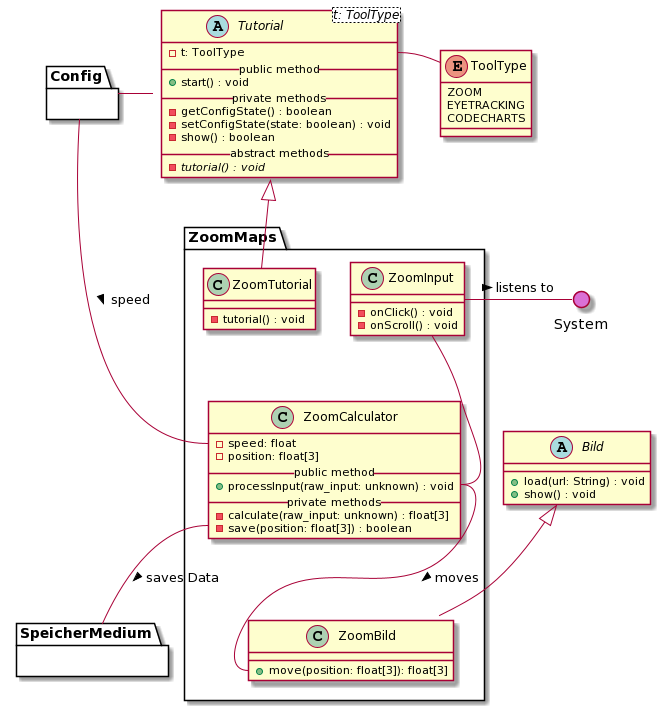 t: ToolType
A Tutorial
t: ToolType
public method
start() : void
private methods
getConfigState() : boolean
setConfigState(state: boolean) : void
show() : boolean
abstract methods
tutorial() : void
E ToolType
ZOOM
EYETRACKING
CODECHARTS
Config
ZoomMaps
C ZoomTutorial
tutorial() : void
C ZoomInput
onClick() : void
onScroll() : void
listens to
System
speed
C ZoomCalculator
speed: float
position: float[3]
public method
processInput(raw_input: unknown) : void
private methods
calculate(raw_input: unknown) : float[3]
save(position: float[3]) : boolean
A Bild
load(url: String) : void
show() : void
saves Data
moves
SpeicherMedium
C ZoomBild
move(position: float[3]): float[3]